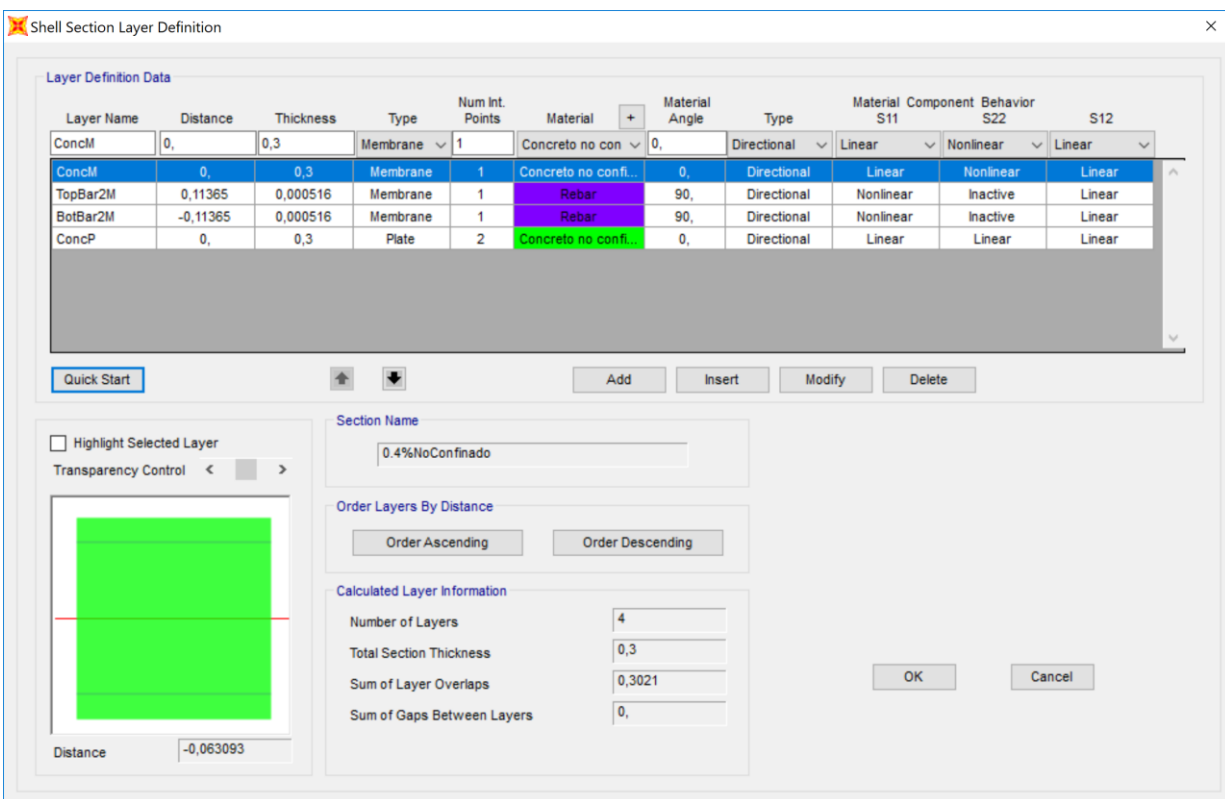 Shell Section Layer Definition
Layer Definition Data
Layer Name Distance Thickness Type Num Int. Points Material + Material Angle Type Material Component Behavior S11 S22 S12
ConcM 0, 0,3 Membrane 1 Concreto no con 0, Directional Linear Nonlinear Linear
ConcM 0, 0,3 Membrane 1 Concreto no confi... 0, Directional Linear Nonlinear Linear
TopBar2M 0,11365 0,000516 Membrane 1 Rebar 90, Directional Nonlinear Inactive Linear
BotBar2M -0,11365 0,000516 Membrane 1 Rebar 90, Directional Nonlinear Inactive Linear
ConcP 0, 0,3 Plate 2 Concreto no confi... 0, Directional Linear Linear Linear
Quick Start Add Insert Modify Delete
Highlight Selected Layer
Transparency Control
Distance -0,063093
Section Name
0.4%NoConfinado
Order Layers By Distance
Order Ascending Order Descending
Calculated Layer Information
Number of Layers 4
Total Section Thickness 0,3
Sum of Layer Overlaps 0,3021
Sum of Gaps Between Layers 0,
OK Cancel